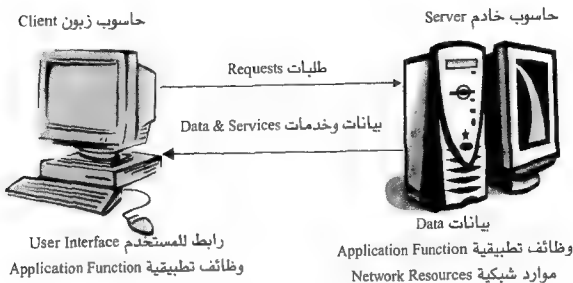 حاسوب خادم Server
حاسوب زبون Client
طلبات Requests
بيانات وخدمات Data & Services
بيانات Data
وظائف تطبيقية Application Function
موارد شبكية Network Resources
رابط للمستخدم User Interface
وظائف تطبيقية Application Function